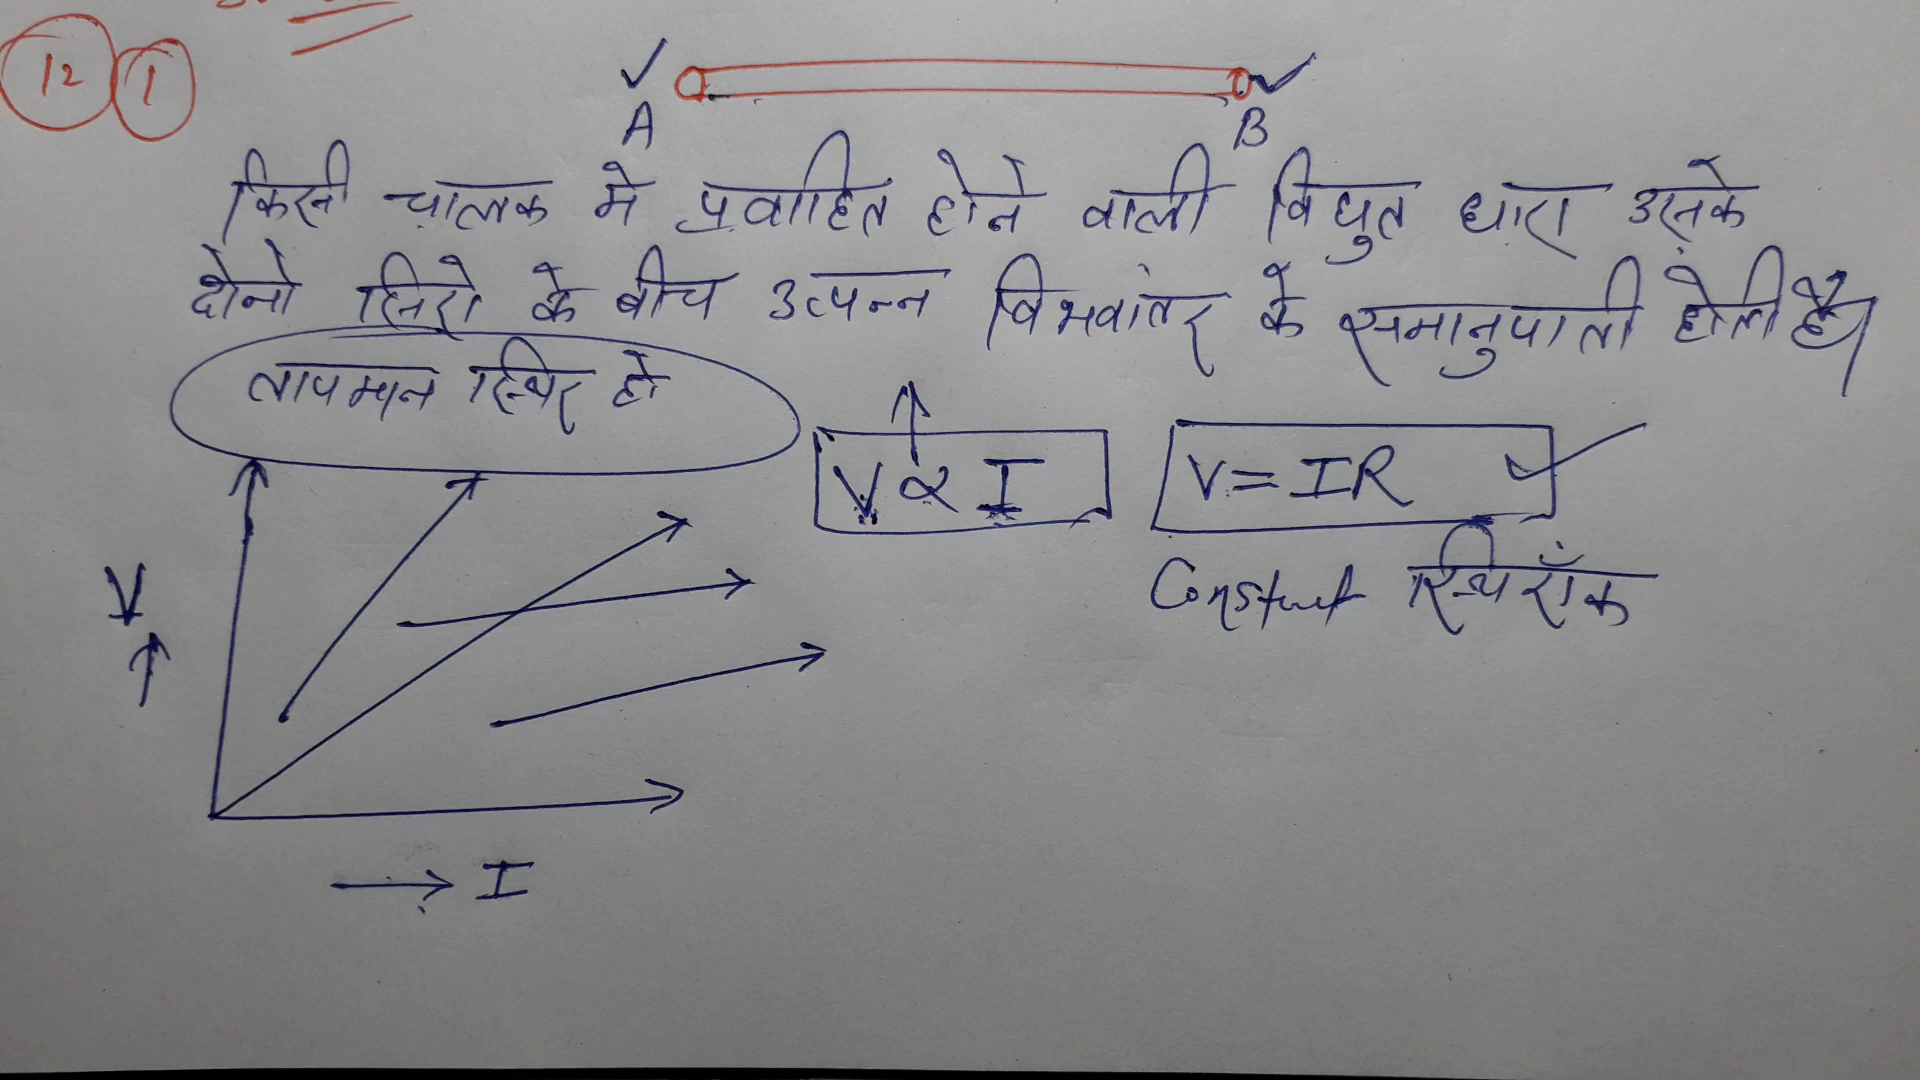 12 1
A B
किसी चालक मे प्रवाहित होने वाली विधुत धारा उसके
दोनो सिरो के बीच उत्पन्न विभवांतर के समानुपाती होती है।
तापमान स्थिर हो
V ∝ I V = IR
Constant स्थिराँक
V
I